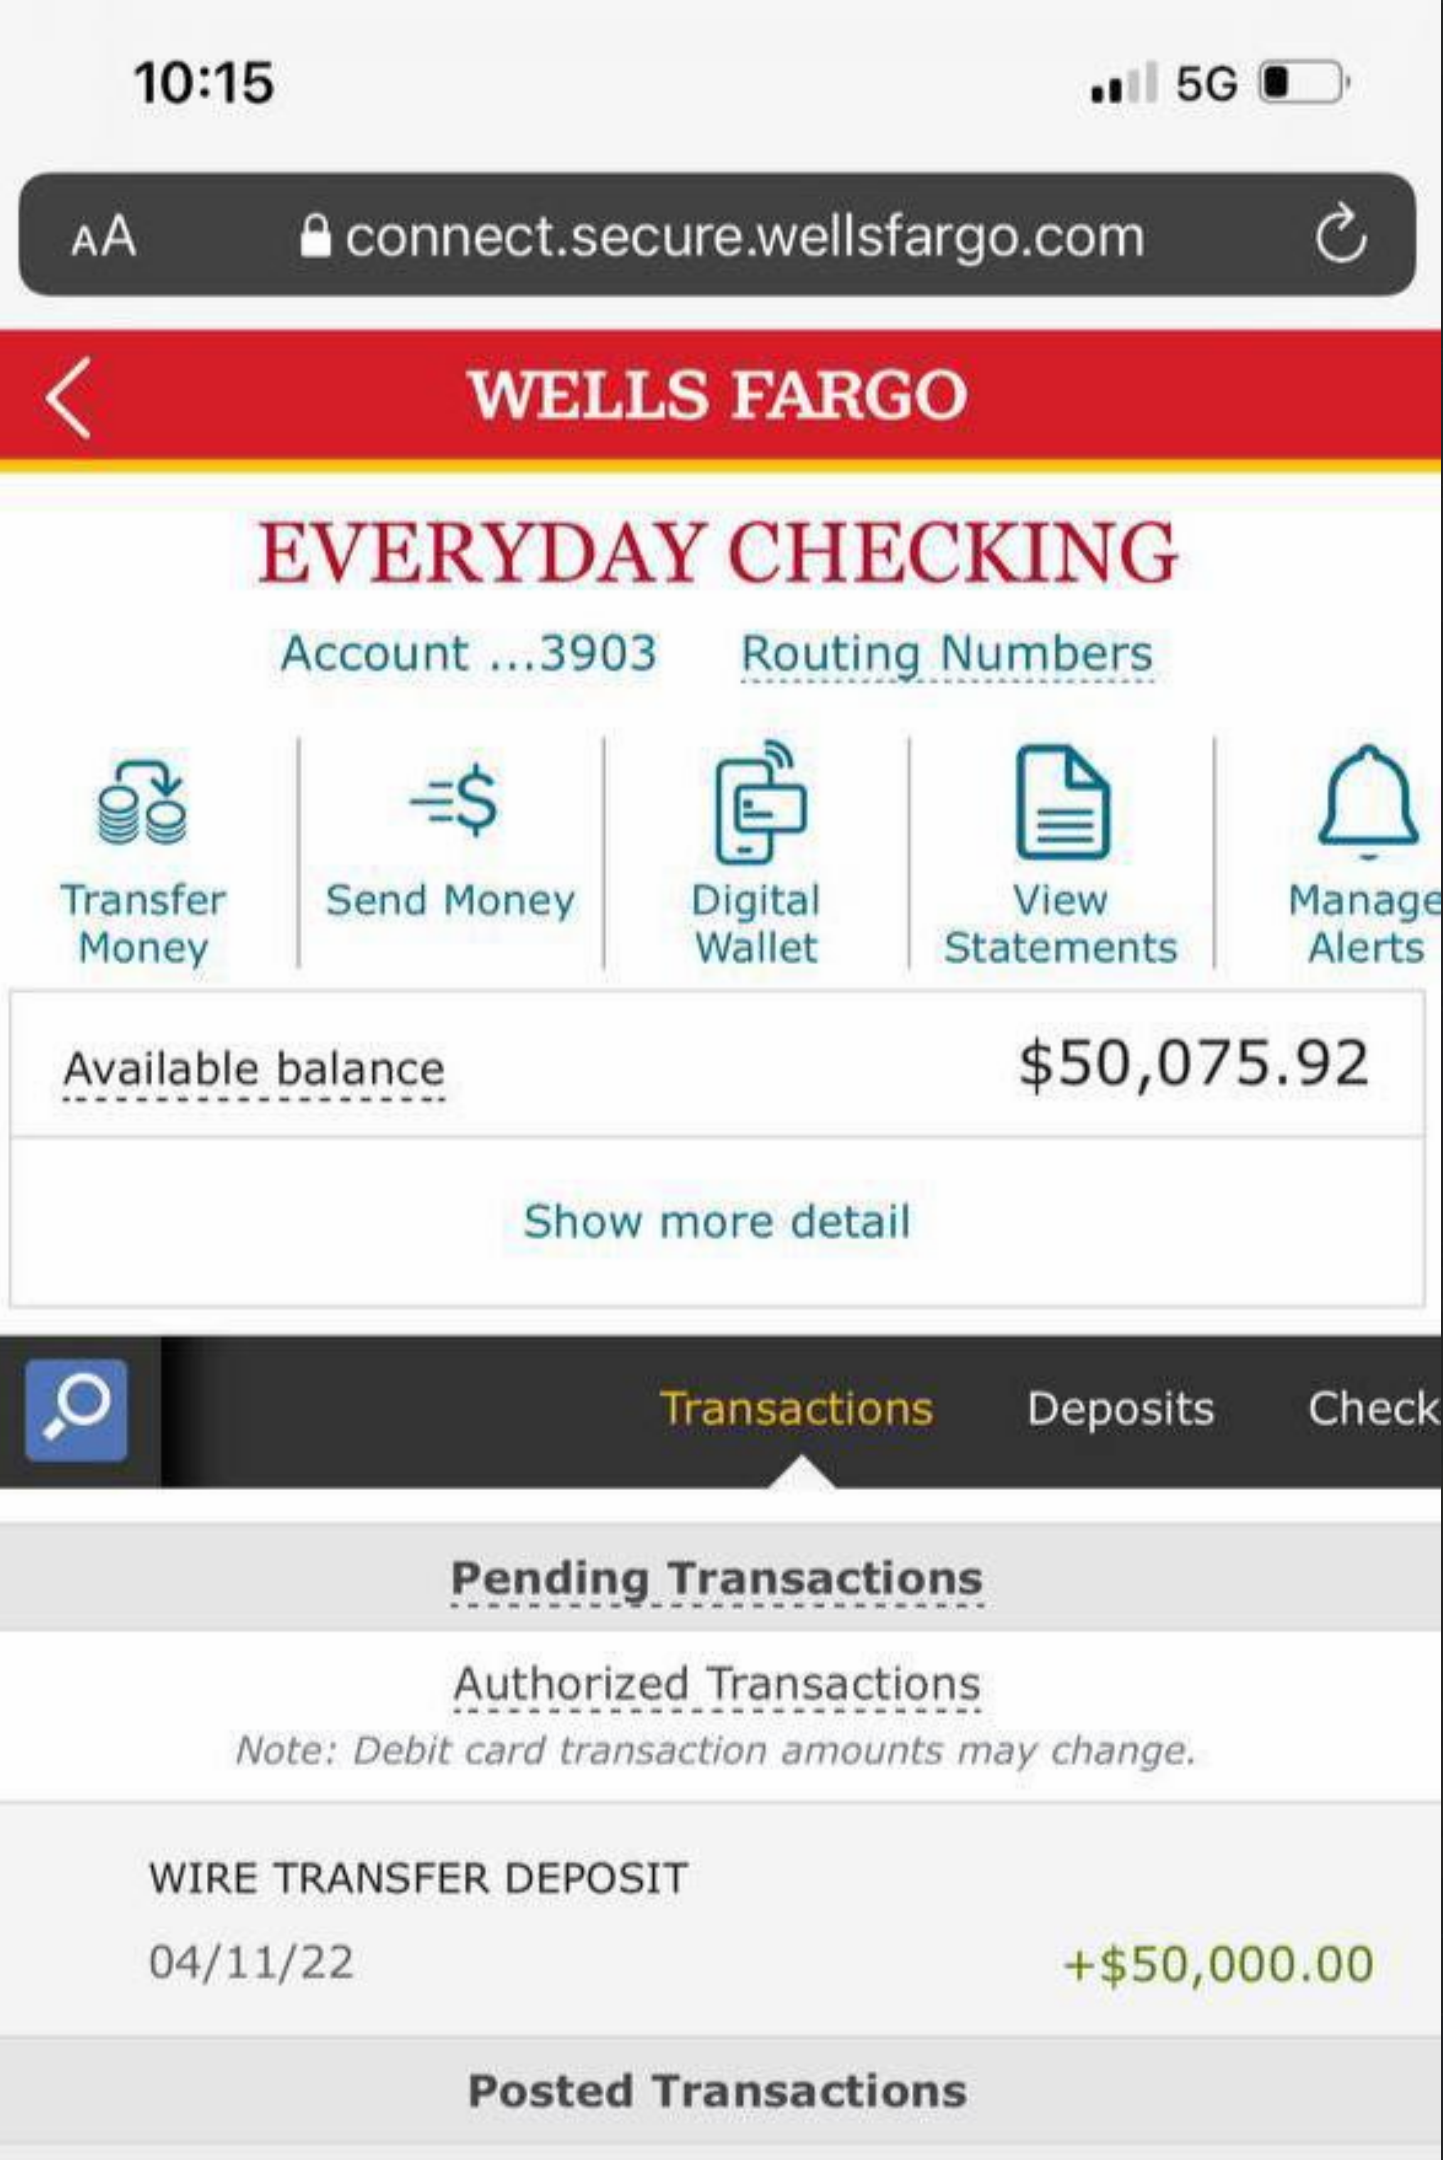 10:15 5G
AA connect.secure.wellsfargo.com
WELLS FARGO
EVERYDAY CHECKING
Account ...3903 Routing Numbers
Transfer Money
Send Money
Digital Wallet
View Statements
Manage Alerts
Available balance $50,075.92
Show more detail
Transactions Deposits Check
Pending Transactions
Authorized Transactions
Note: Debit card transaction amounts may change.
WIRE TRANSFER DEPOSIT
04/11/22 +$50,000.00
Posted Transactions